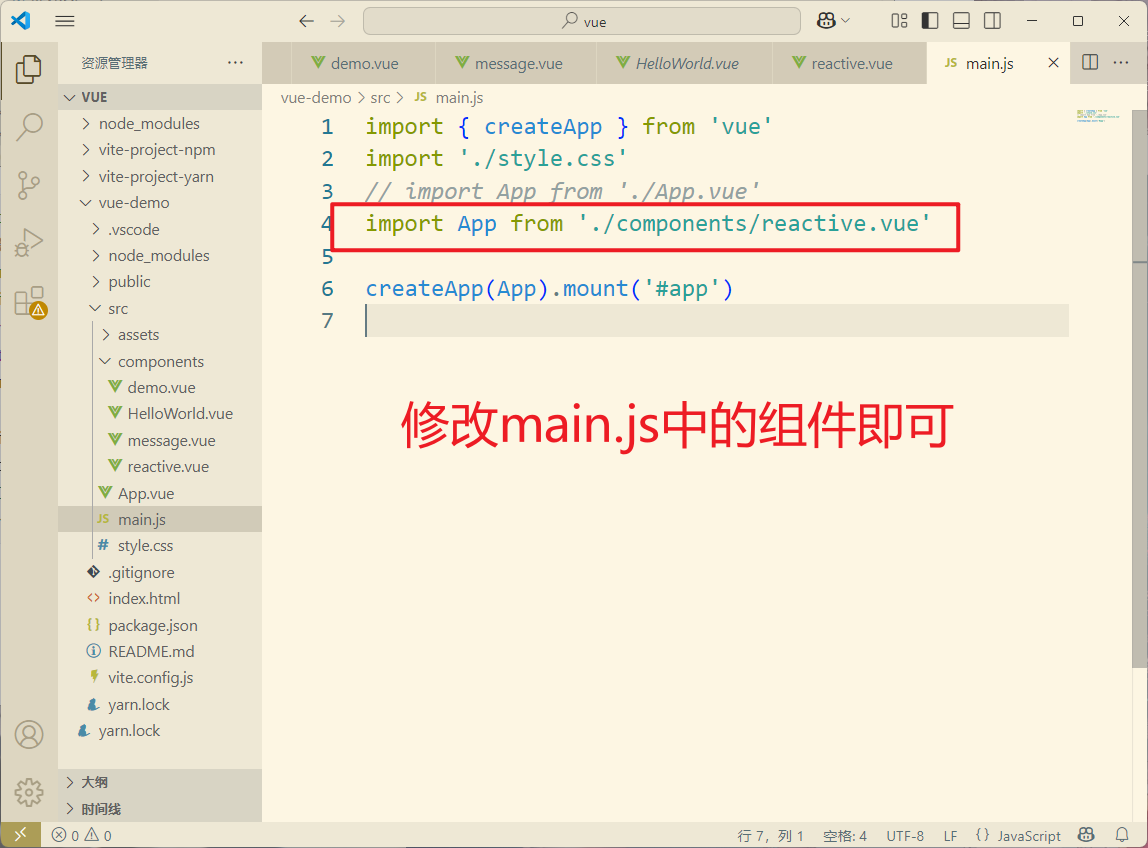 vue
资源管理器
demo.vue
message.vue
HelloWorld.vue
reactive.vue
JS main.js
VUE
node_modules
vite-project-npm
vite-project-yarn
vue-demo
.vscode
node_modules
public
src
assets
components
demo.vue
HelloWorld.vue
message.vue
reactive.vue
App.vue
JS main.js
# style.css
.gitignore
<> index.html
{} package.json
README.md
vite.config.js
yarn.lock
yarn.lock
大纲
时间线
vue-demo > src > JS main.js
1 import { createApp } from 'vue'
2 import './style.css'
3 // import App from './App.vue'
4 import App from './components/reactive.vue'
5
6 createApp(App).mount('#app')
7
修改main.js中的组件即可
0 0
行 7，列 1 空格: 4 UTF-8 LF {} JavaScript